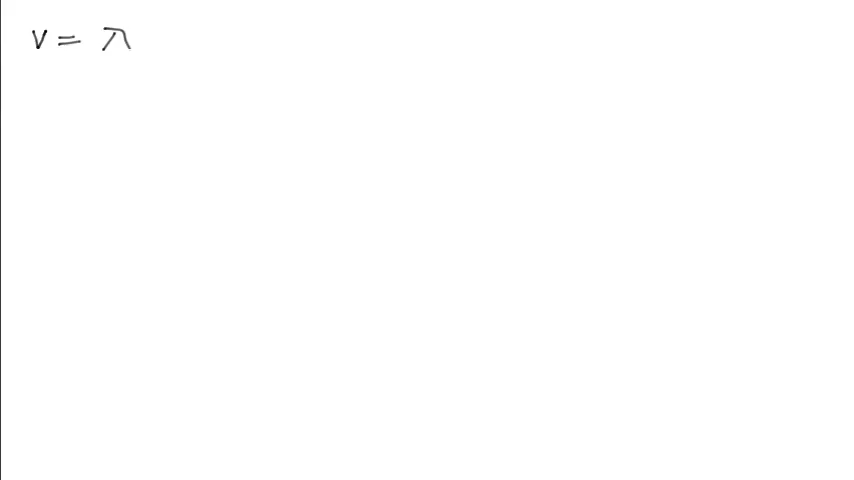 V = π